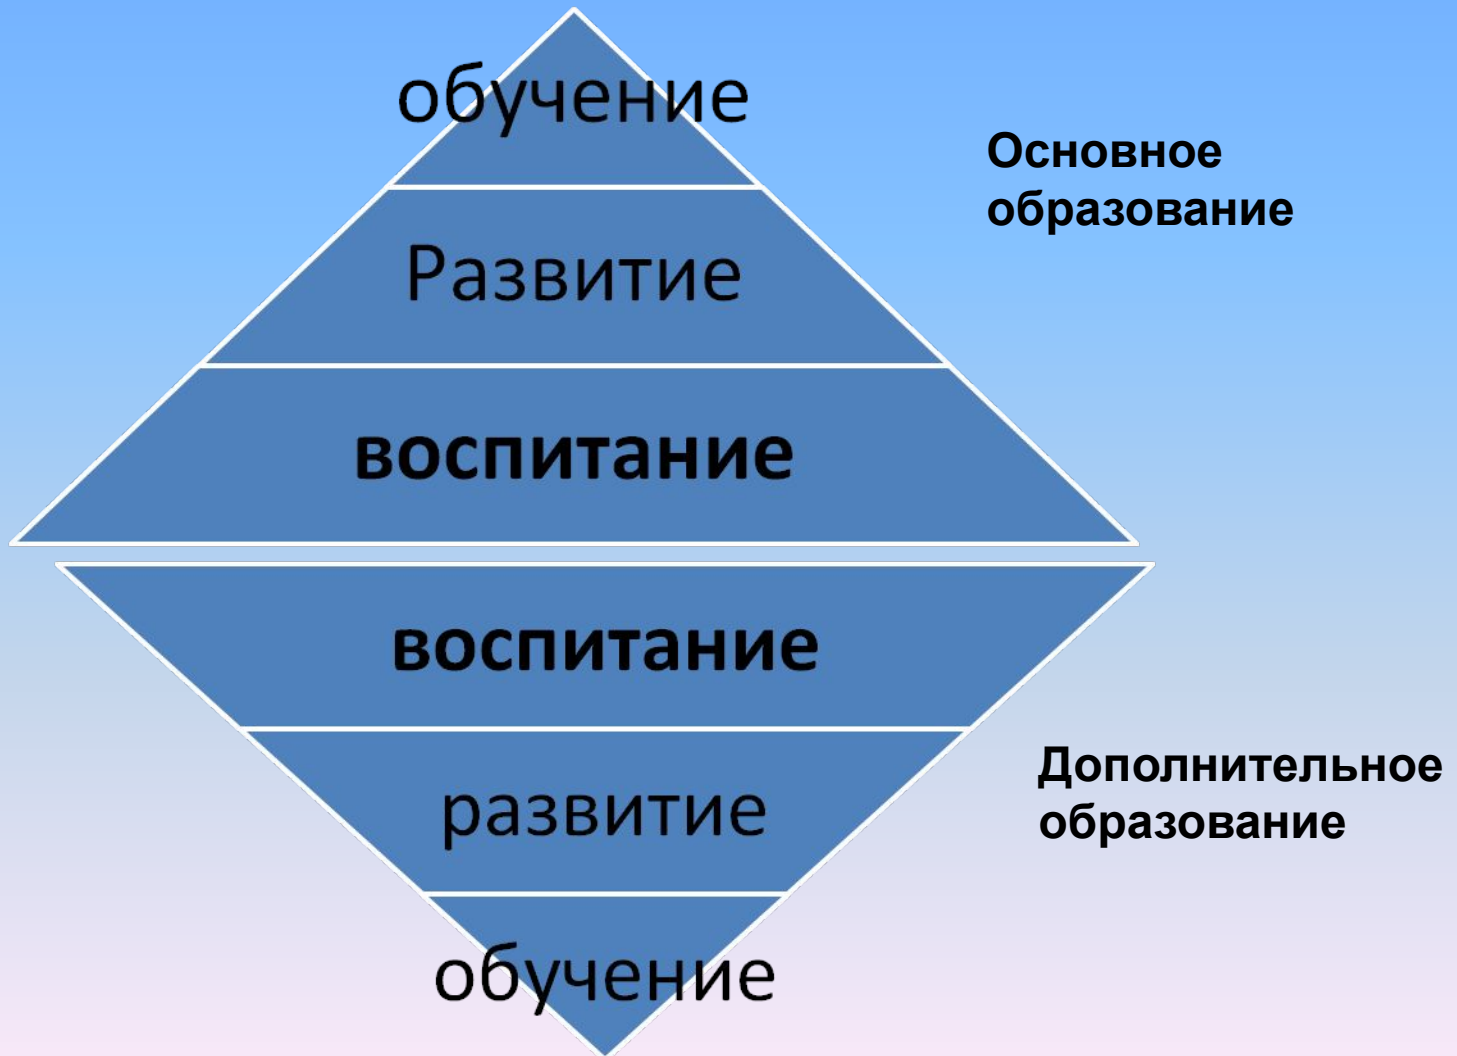 обучение
Основное
образование
Развитие
воспитание
воспитание
Дополнительное
образование
развитие
обучение